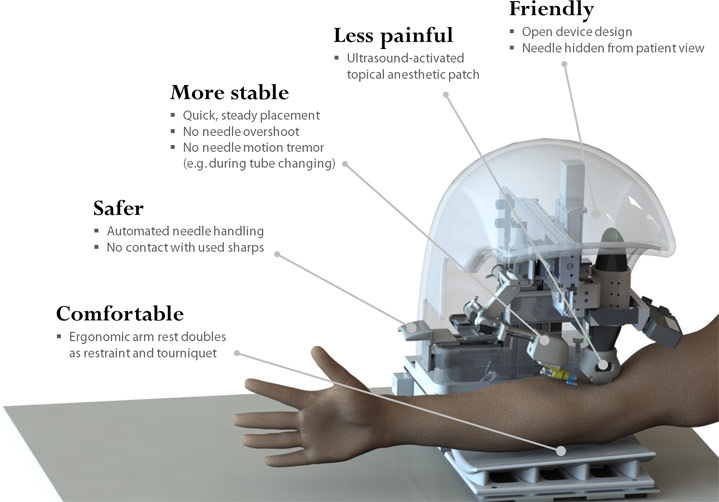 Friendly
▪ Open device design
▪ Needle hidden from patient view
Less painful
▪ Ultrasound-activated
topical anesthetic patch
More stable
▪ Quick, steady placement
▪ No needle overshoot
▪ No needle motion tremor
(e.g. during tube changing)
Safer
▪ Automated needle handling
▪ No contact with used sharps
Comfortable
▪ Ergonomic arm rest doubles
as restraint and tourniquet